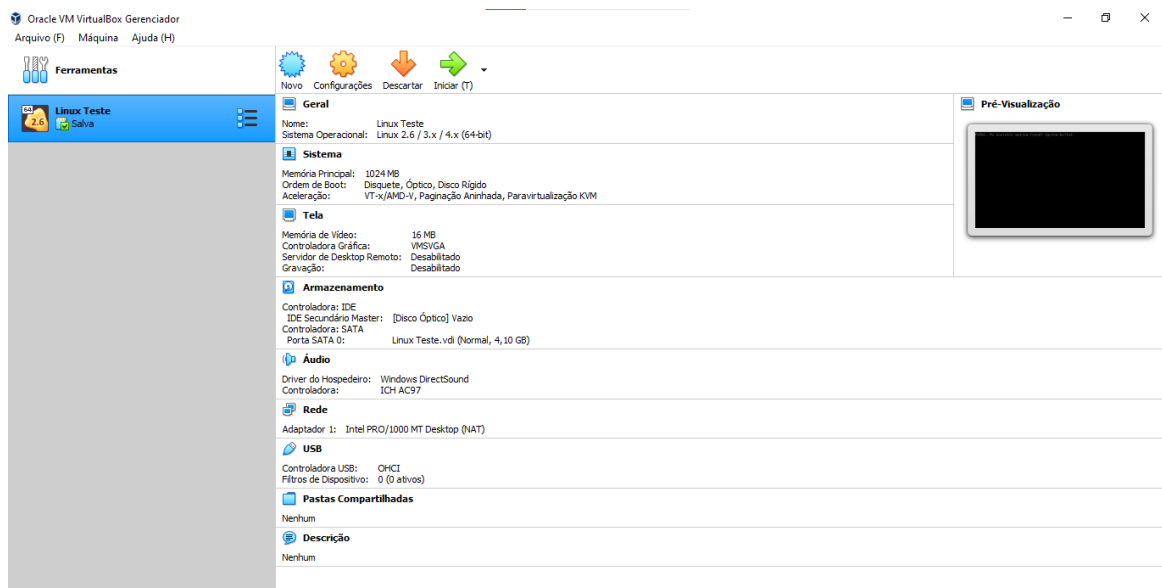 Oracle VM VirtualBox Gerenciador
Arquivo (F) Máquina Ajuda (H)
Ferramentas
Novo Configurações Descartar Iniciar (T)
64
2.6
Linux Teste
Salva
Geral
Nome: Linux Teste
Sistema Operacional: Linux 2.6 / 3.x / 4.x (64-bit)
Pré-Visualização
Sistema
Memória Principal: 1024 MB
Ordem de Boot: Disquete, Óptico, Disco Rígido
Aceleração: VT-x/AMD-V, Paginação Aninhada, Paravirtualização KVM
Tela
Memória de Vídeo: 16 MB
Controladora Gráfica: VMSVGA
Servidor de Desktop Remoto: Desabilitado
Gravação: Desabilitado
Armazenamento
Controladora: IDE
IDE Secundário Master: [Disco Óptico] Vazio
Controladora: SATA
Porta SATA 0: Linux Teste.vdi (Normal, 4,10 GB)
Áudio
Driver do Hospedeiro: Windows DirectSound
Controladora: ICH AC97
Rede
Adaptador 1: Intel PRO/1000 MT Desktop (NAT)
USB
Controladora USB: OHCI
Filtros de Dispositivo: 0 (0 ativos)
Pastas Compartilhadas
Nenhum
Descrição
Nenhum